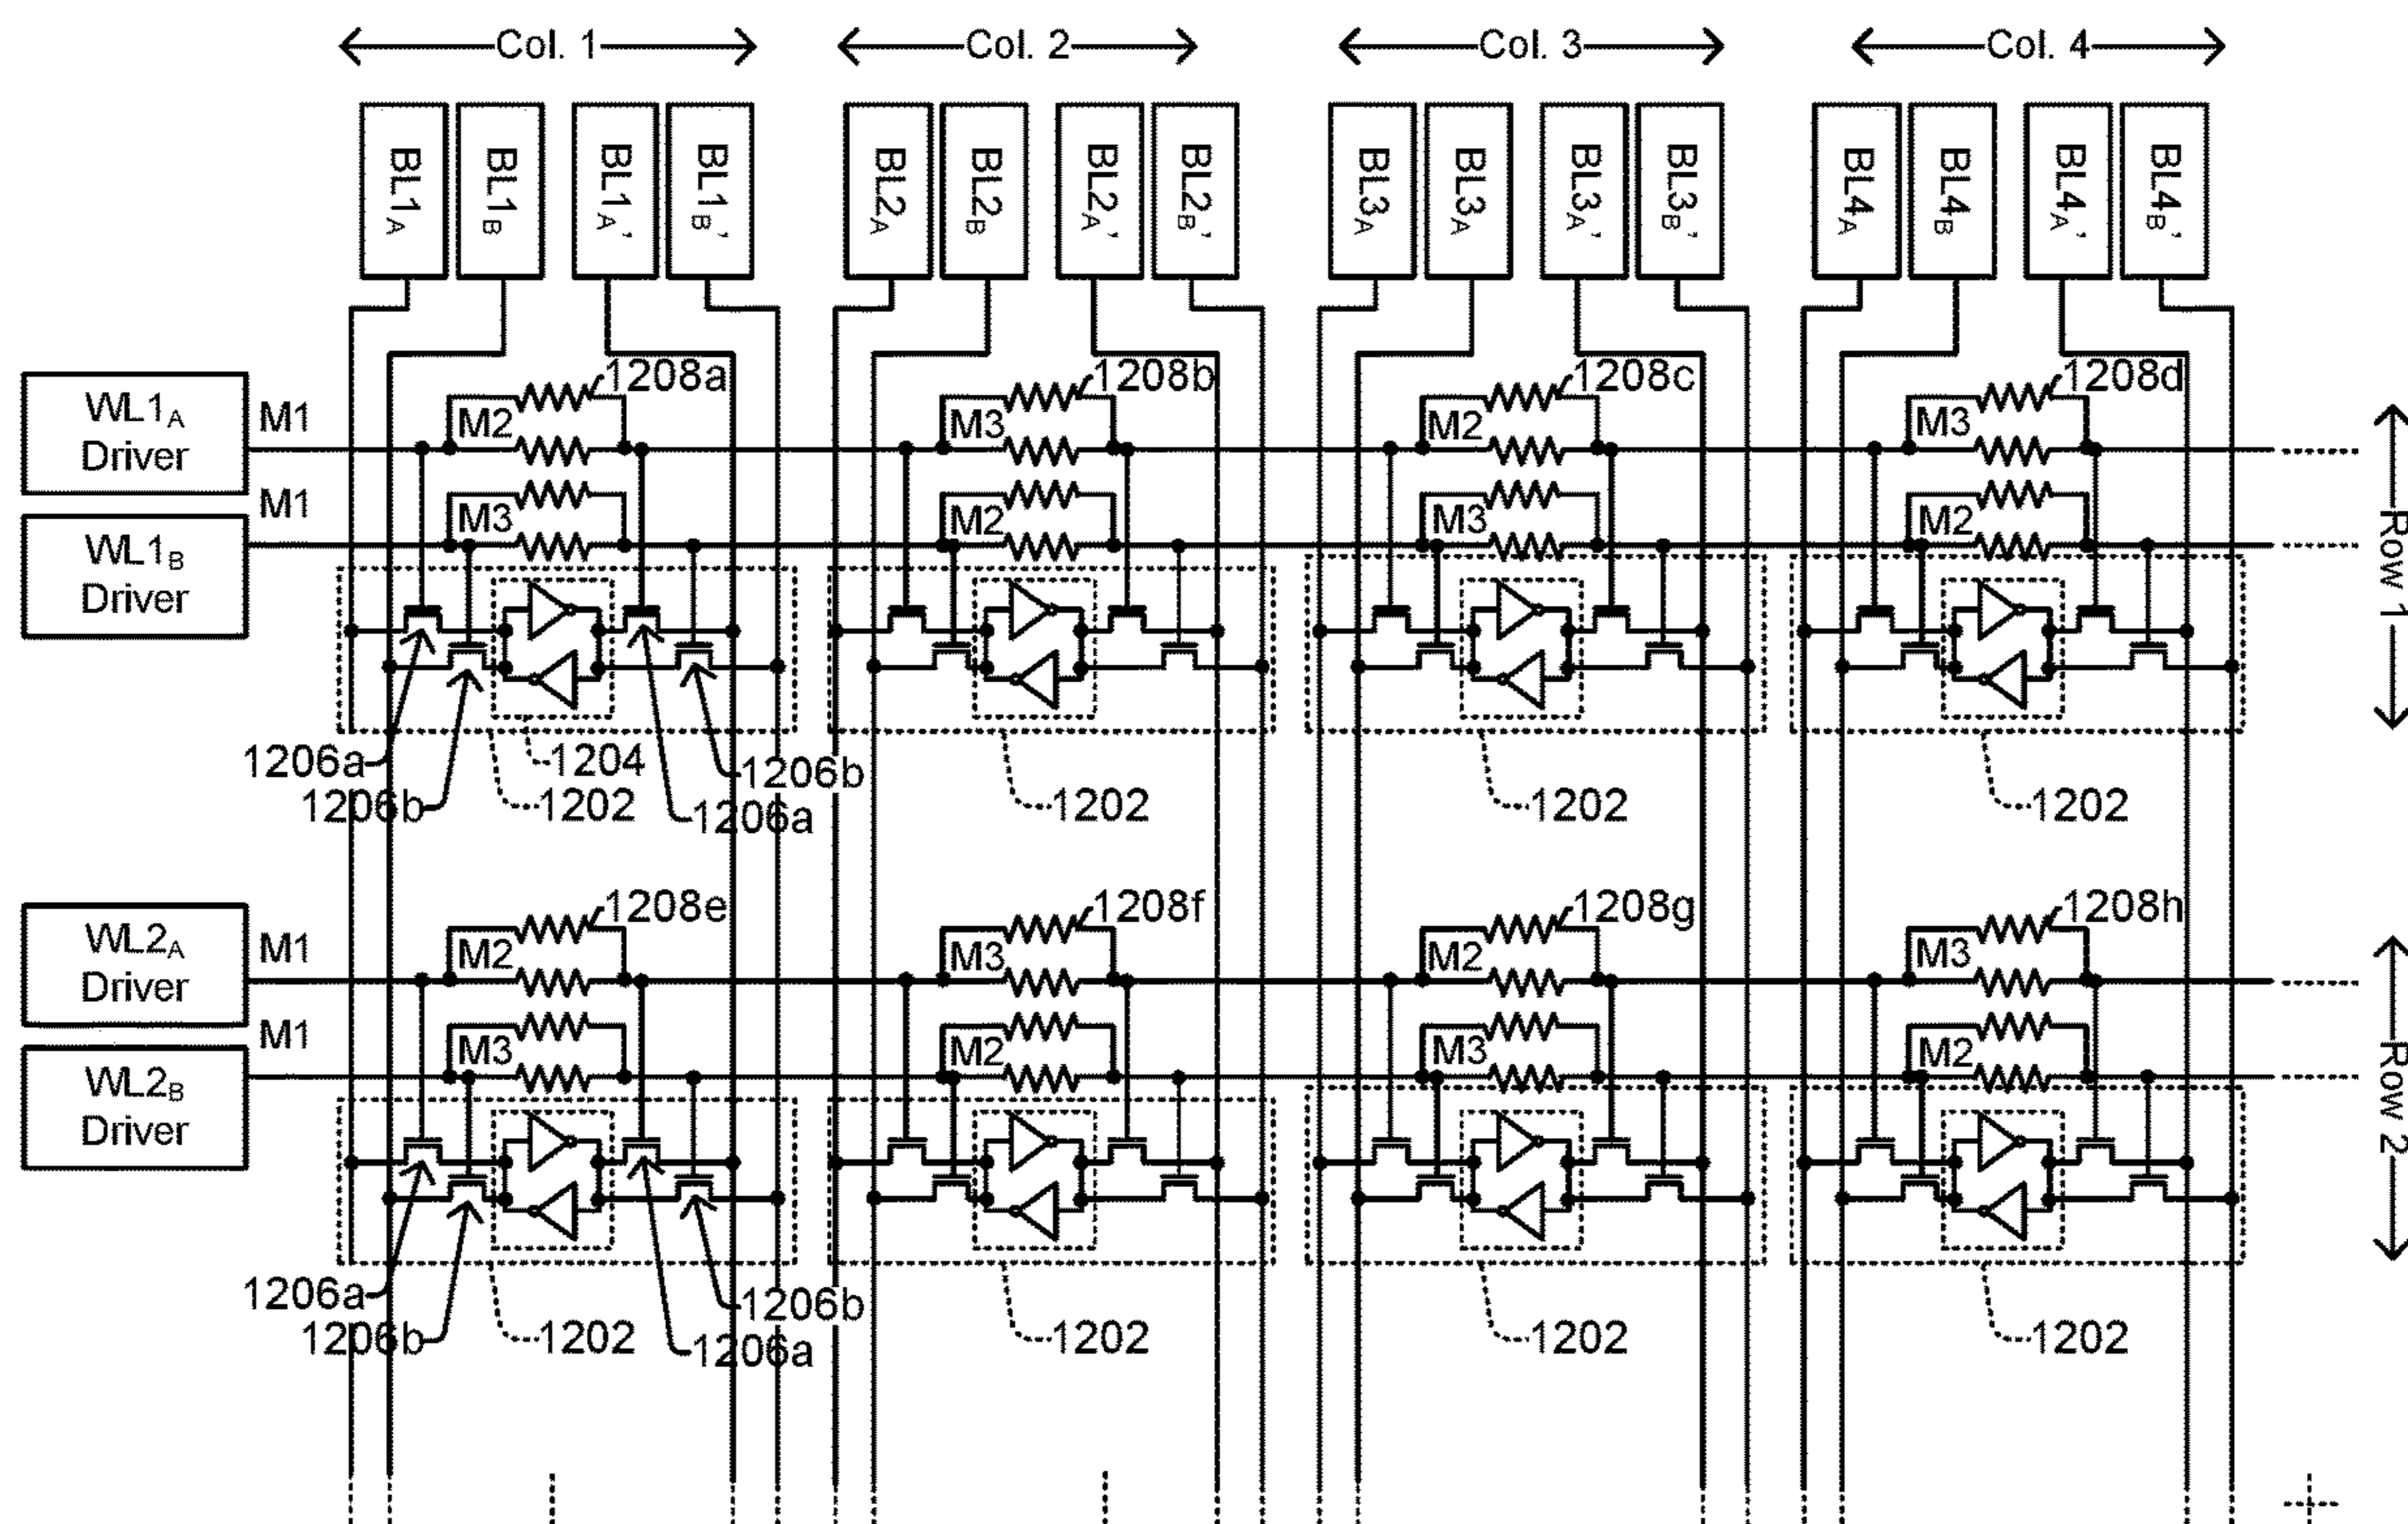 Col. 1 Col. 2 Col. 3 Col. 4
BL1A BL1B BL1A' BL1B' BL2A BL2B BL2A' BL2B' BL3A BL3A BL3A' BL3B' BL4A BL4B BL4A' BL4B'
1208a 1208b 1208c 1208d
WL1A Driver M1 M2 M3 M2 M3
WL1B Driver M1 M3 M2 M3 M2
Row 1
1206a 1204 1206b
1206b 1202 1206a 1202 1202 1202
1208e 1208f 1208g 1208h
WL2A Driver M1 M2 M3 M2 M3
WL2B Driver M1 M3 M2 M3 M2
Row 2
1206a 1206b
1206b 1202 1206a 1202 1202 1202